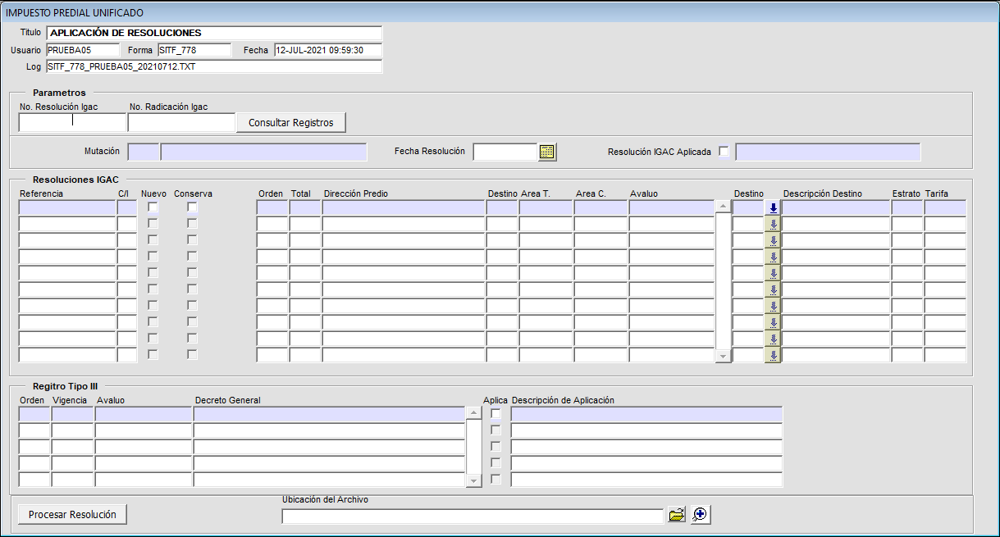 IMPUESTO PREDIAL UNIFICADO
Titulo APLICACIÓN DE RESOLUCIONES
Usuario PRUEBA05 Forma SITF_778 Fecha 12-JUL-2021 09:59:30
Log SITF_778_PRUEBA05_20210712.TXT
Parametros
No. Resolución Igac No. Radicación Igac
Consultar Registros
Mutación Fecha Resolución Resolución IGAC Aplicada
Resoluciones IGAC
Referencia C/I Nuevo Conserva Orden Total Dirección Predio Destino Area T. Area C. Avaluo Destino Descripción Destino Estrato Tarifa
Regitro Tipo III
Orden Vigencia Avaluo Decreto General Aplica Descripción de Aplicación
Ubicación del Archivo
Procesar Resolución